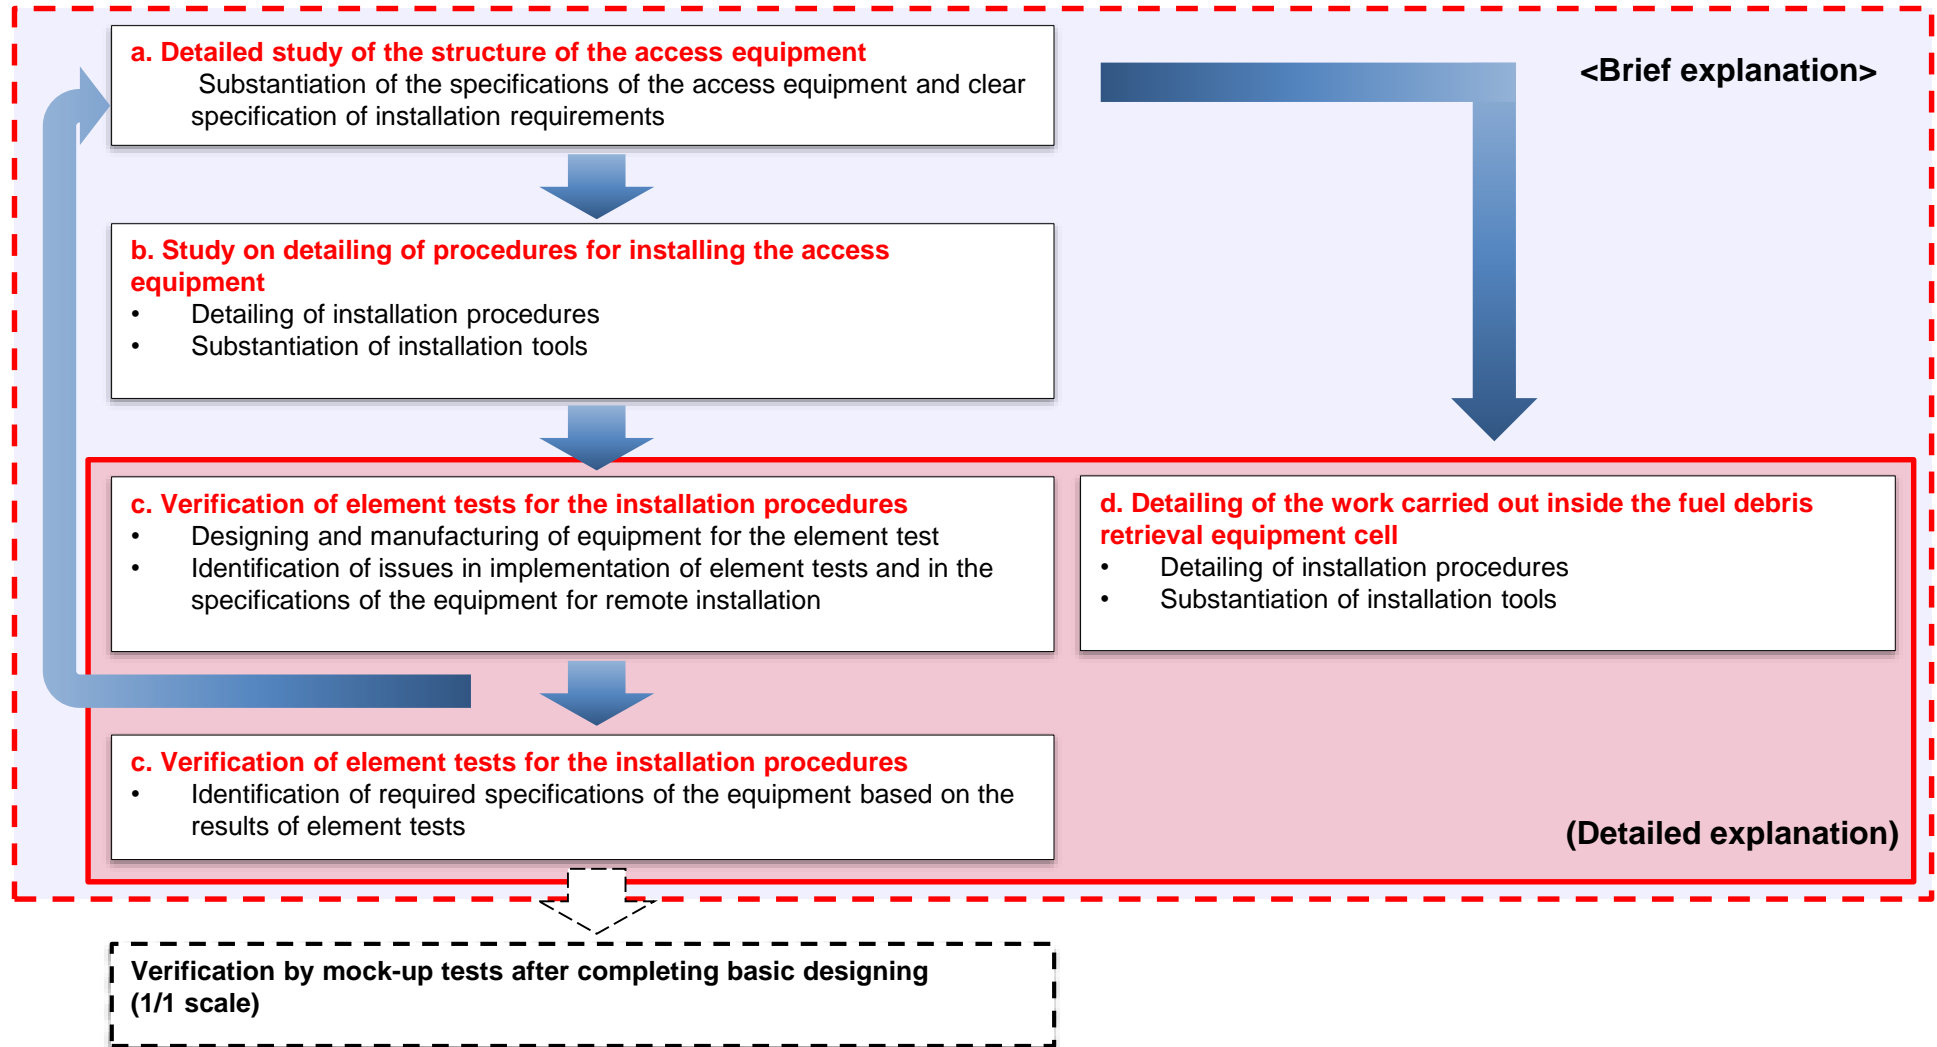 a. Detailed study of the structure of the access equipment
Substantiation of the specifications of the access equipment and clear
specification of installation requirements
<Brief explanation>
b. Study on detailing of procedures for installing the access
equipment
• Detailing of installation procedures
• Substantiation of installation tools
c. Verification of element tests for the installation procedures
• Designing and manufacturing of equipment for the element test
• Identification of issues in implementation of element tests and in the
specifications of the equipment for remote installation
d. Detailing of the work carried out inside the fuel debris
retrieval equipment cell
• Detailing of installation procedures
• Substantiation of installation tools
c. Verification of element tests for the installation procedures
• Identification of required specifications of the equipment based on the
results of element tests
(Detailed explanation)
Verification by mock-up tests after completing basic designing
(1/1 scale)